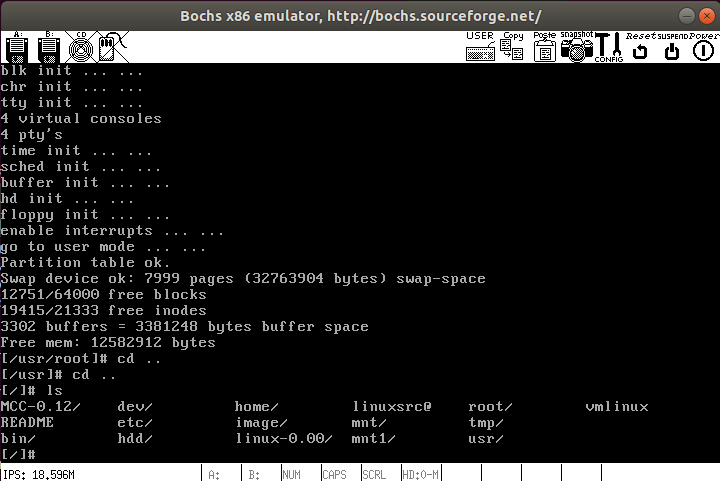 Bochs x86 emulator, http://bochs.sourceforge.net/
A: B: CD USER Copy Paste Snapshot CONFIG Reset SUSPEND Power
blk init ... ...
chr init ... ...
tty init ... ...
4 virtual consoles
4 pty's
time init ... ...
sched init ... ...
buffer init ... ...
hd init ... ...
floppy init ... ...
enable interrupts ... ...
go to user mode ... ...
Partition table ok.
Swap device ok: 7999 pages (32763904 bytes) swap-space
12751/64000 free blocks
19415/21333 free inodes
3302 buffers = 3381248 bytes buffer space
Free mem: 12582912 bytes
[/usr/root]# cd ..
[/usr]# cd ..
[/]# ls
MCC-0.12/ dev/ home/ linuxsrc@ root/ vmlinux
README etc/ image/ mnt/ tmp/
bin/ hdd/ linux-0.00/ mnt1/ usr/
[/]#
IPS: 18.596M A: B: NUM CAPS SCRL HD:0-M